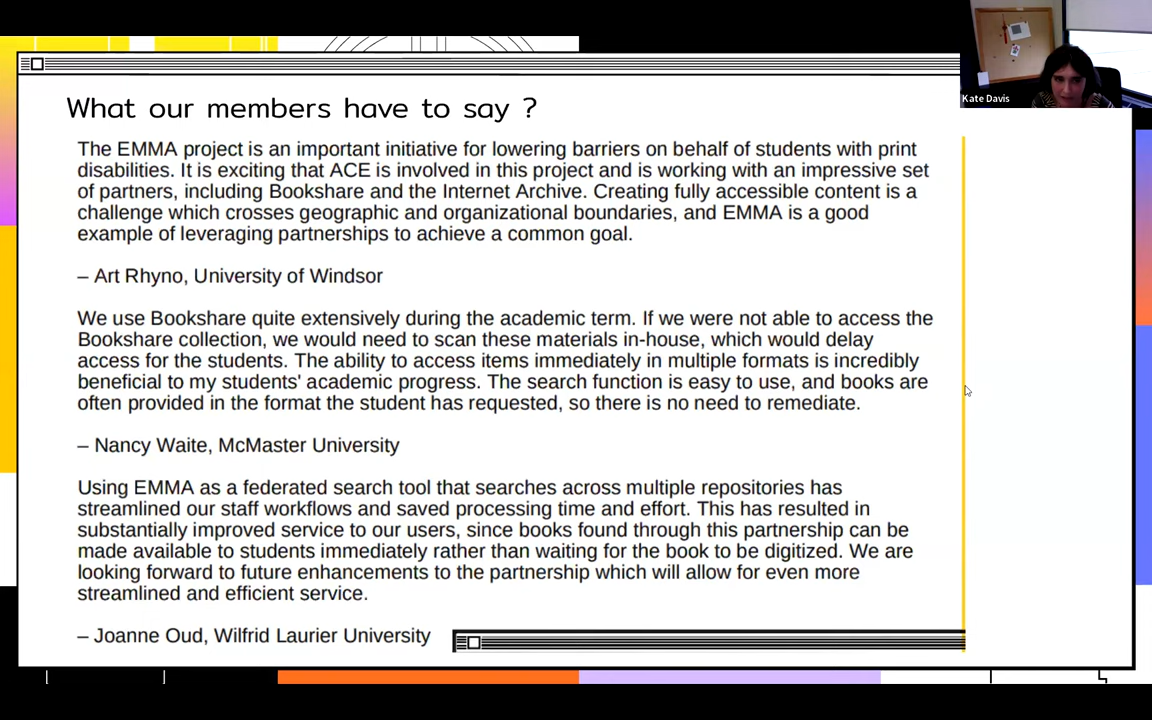 Kate Davis
What our members have to say ?
The EMMA project is an important initiative for lowering barriers on behalf of students with print
disabilities. It is exciting that ACE is involved in this project and is working with an impressive set
of partners, including Bookshare and the Internet Archive. Creating fully accessible content is a
challenge which crosses geographic and organizational boundaries, and EMMA is a good
example of leveraging partnerships to achieve a common goal.
– Art Rhyno, University of Windsor
We use Bookshare quite extensively during the academic term. If we were not able to access the
Bookshare collection, we would need to scan these materials in-house, which would delay
access for the students. The ability to access items immediately in multiple formats is incredibly
beneficial to my students' academic progress. The search function is easy to use, and books are
often provided in the format the student has requested, so there is no need to remediate.
– Nancy Waite, McMaster University
Using EMMA as a federated search tool that searches across multiple repositories has
streamlined our staff workflows and saved processing time and effort. This has resulted in
substantially improved service to our users, since books found through this partnership can be
made available to students immediately rather than waiting for the book to be digitized. We are
looking forward to future enhancements to the partnership which will allow for even more
streamlined and efficient service.
– Joanne Oud, Wilfrid Laurier University